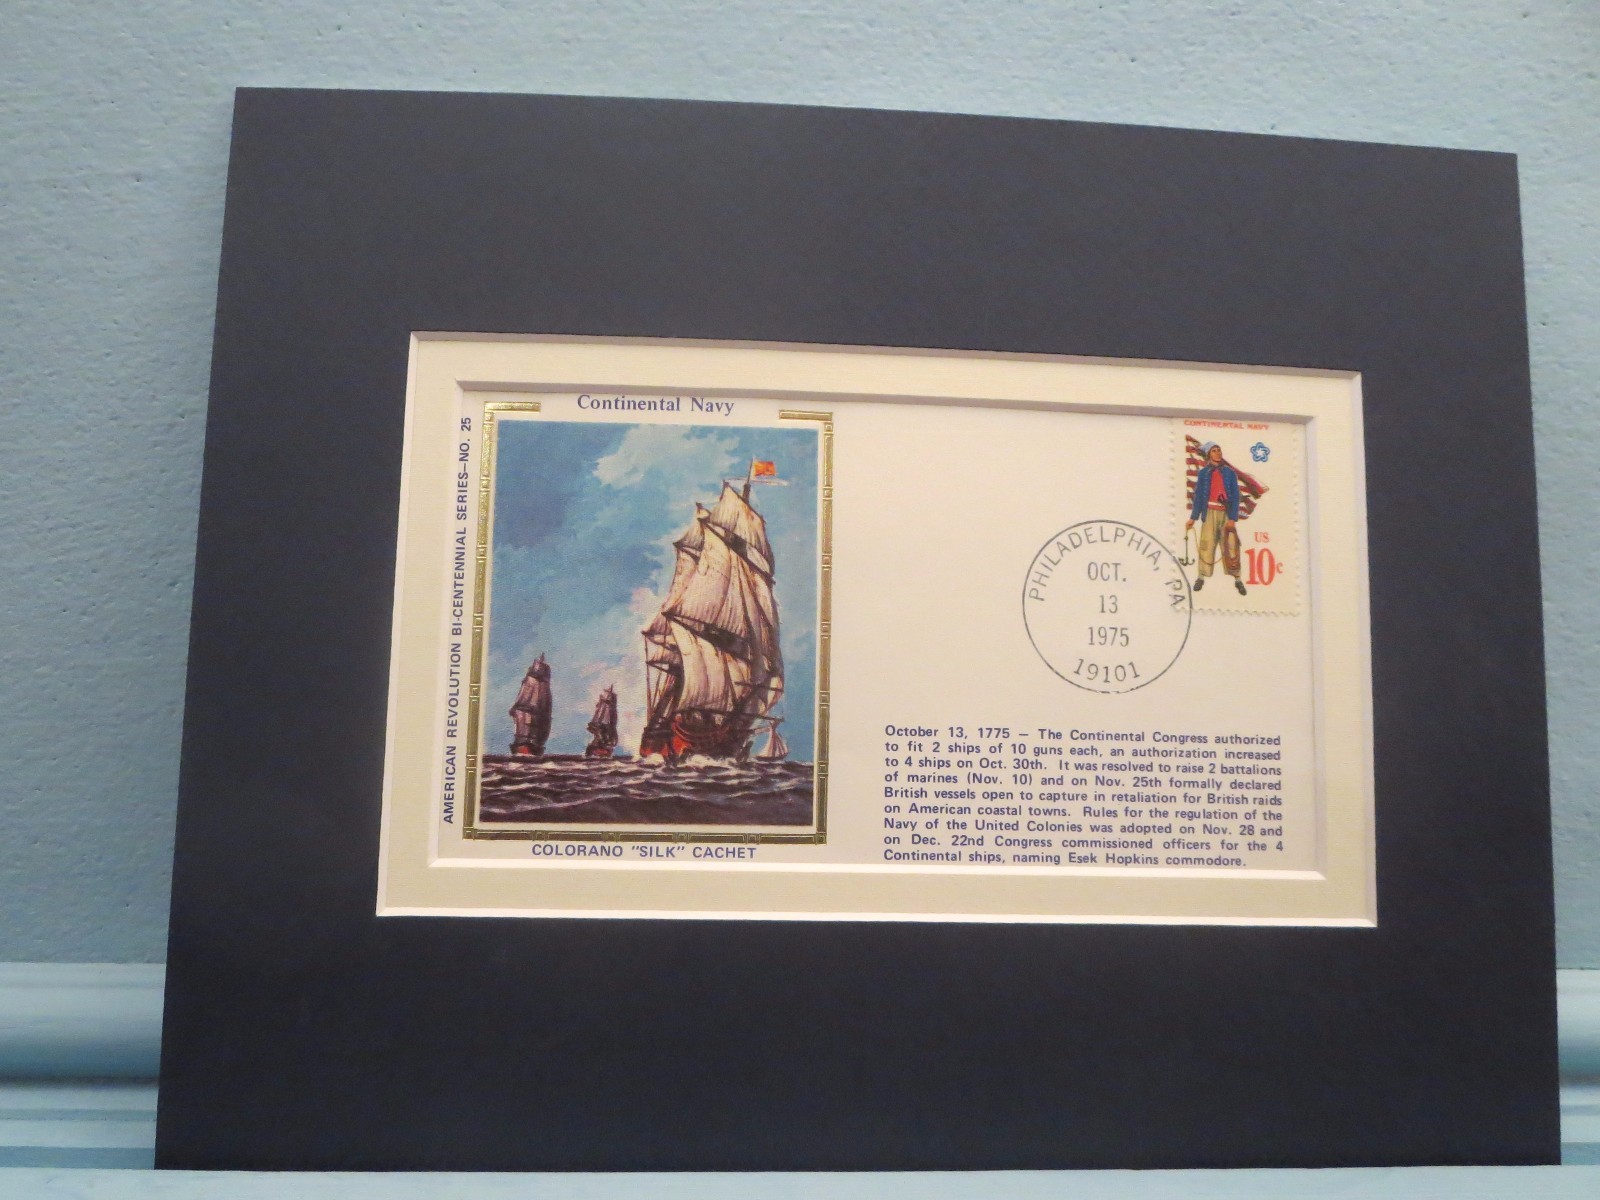 Continental Navy
AMERICAN REVOLUTION BI-CENTENNIAL SERIES—NO. 25
COLORANO "SILK" CACHET
CONTINENTAL NAVY
US
10c
PHILADELPHIA, PA
OCT.
13
1975
19101
October 13, 1775 — The Continental Congress authorized
to fit 2 ships of 10 guns each, an authorization increased
to 4 ships on Oct. 30th. It was resolved to raise 2 battalions
of marines (Nov. 10) and on Nov. 25th formally declared
British vessels open to capture in retaliation for British raids
on American coastal towns. Rules for the regulation of the
Navy of the United Colonies was adopted on Nov. 28 and
on Dec. 22nd Congress commissioned officers for the 4
Continental ships, naming Esek Hopkins commodore.